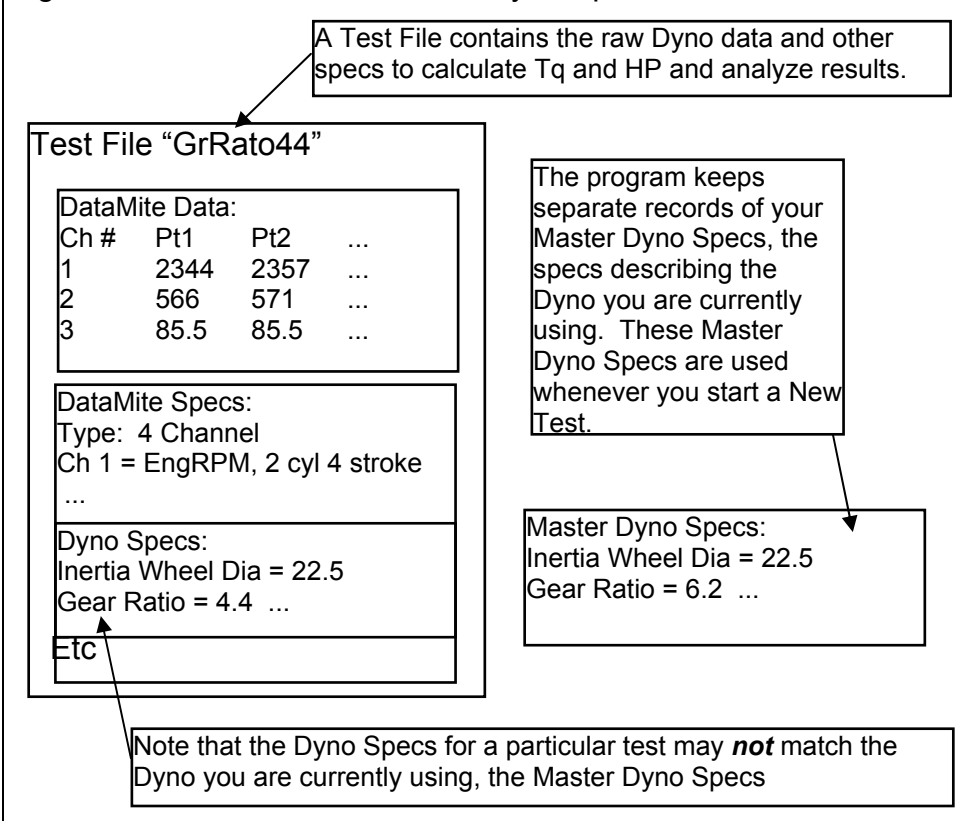 A Test File contains the raw Dyno data and other
specs to calculate Tq and HP and analyze results.
Test File “GrRato44”
DataMite Data:
Ch # Pt1 Pt2 ...
1 2344 2357 ...
2 566 571 ...
3 85.5 85.5 ...
DataMite Specs:
Type: 4 Channel
Ch 1 = EngRPM, 2 cyl 4 stroke
...
Dyno Specs:
Inertia Wheel Dia = 22.5
Gear Ratio = 4.4 ...
Etc
The program keeps
separate records of your
Master Dyno Specs, the
specs describing the
Dyno you are currently
using. These Master
Dyno Specs are used
whenever you start a New
Test.
Master Dyno Specs:
Inertia Wheel Dia = 22.5
Gear Ratio = 6.2 ...
Note that the Dyno Specs for a particular test may not match the
Dyno you are currently using, the Master Dyno Specs